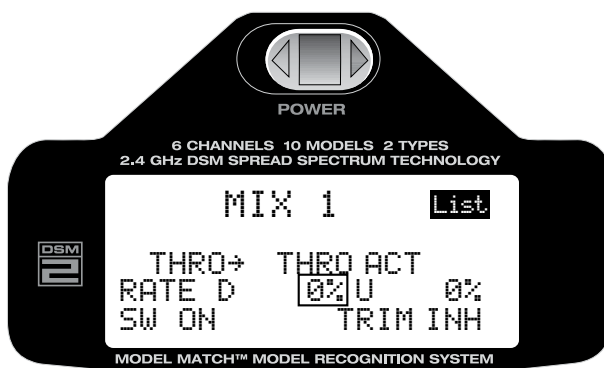 POWER
6 CHANNELS 10 MODELS 2 TYPES
2.4 GHz DSM SPREAD SPECTRUM TECHNOLOGY
MIX 1 List
DSM
2
THRO→ THRO ACT
RATE D 0% U 0%
SW ON TRIM INH
MODEL MATCH™ MODEL RECOGNITION SYSTEM